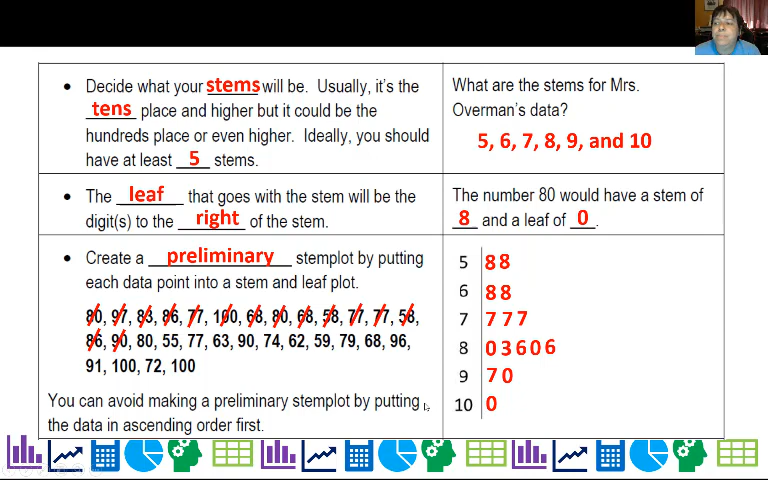 • Decide what your stems will be. Usually, it's the
tens place and higher but it could be the
hundreds place or even higher. Ideally, you should
have at least 5 stems.
What are the stems for Mrs.
Overman's data?
5, 6, 7, 8, 9, and 10
• The leaf that goes with the stem will be the
digit(s) to the right of the stem.
The number 80 would have a stem of
8 and a leaf of 0.
• Create a preliminary stemplot by putting
each data point into a stem and leaf plot.
80, 97, 83, 86, 77, 100, 68, 80, 68, 58, 77, 77, 58,
86, 90, 80, 55, 77, 63, 90, 74, 62, 59, 79, 68, 96,
91, 100, 72, 100
You can avoid making a preliminary stemplot by putting
the data in ascending order first.
5 8 8
6 8 8
7 7 7 7
8 0 3 6 0 6
9 7 0
10 0